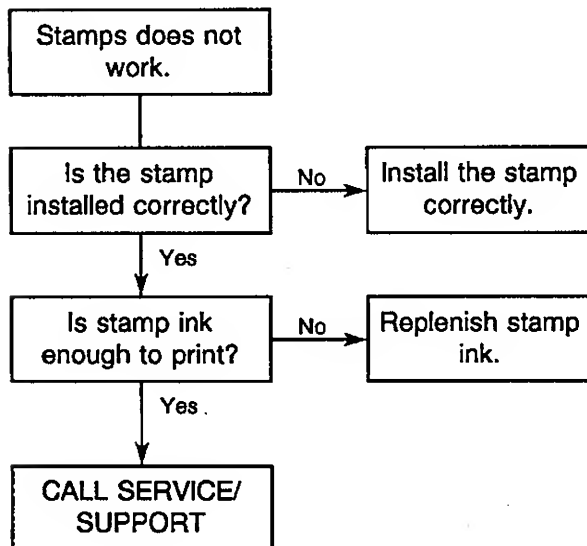 Stamps does not
work.
Is the stamp
installed correctly?
No
Install the stamp
correctly.
Yes
Is stamp ink
enough to print?
No
Replenish stamp
ink.
Yes
CALL SERVICE/
SUPPORT